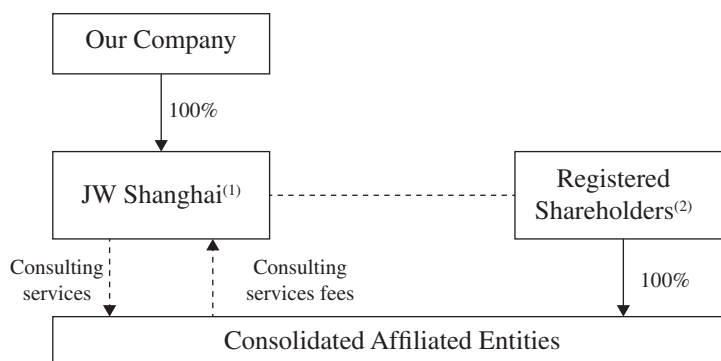 Our Company
100%
JW Shanghai(1)
Registered
Shareholders(2)
Consulting
services
Consulting
services fees
100%
Consolidated Affiliated Entities